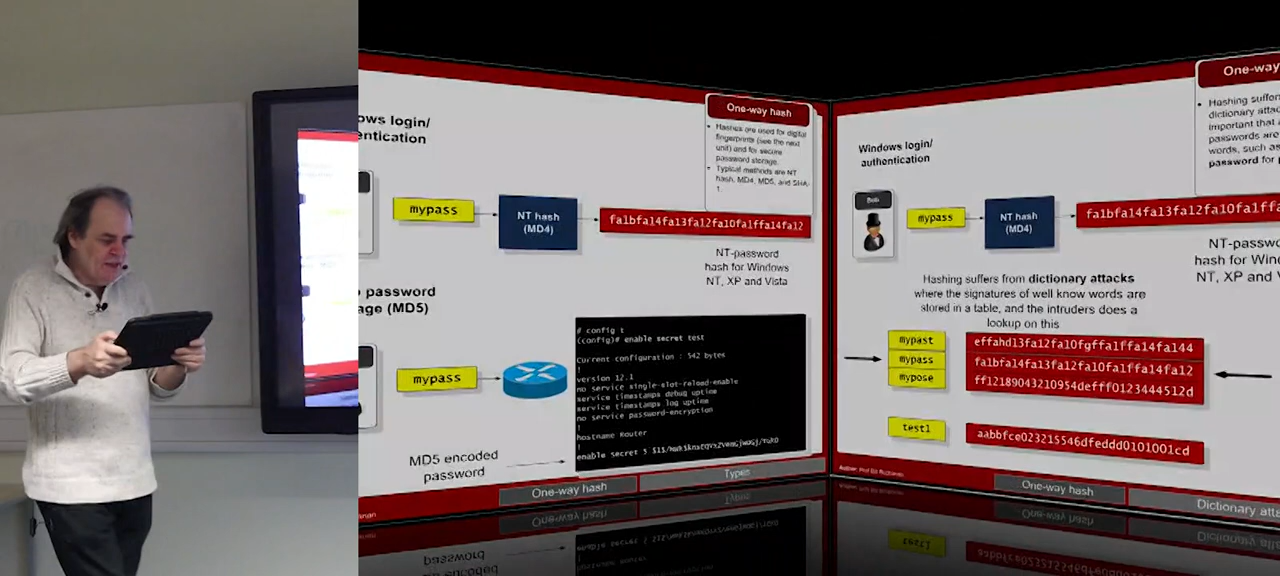 ows login/
entication
mypass
NT hash
(MD4)
fa1bfa14fa13fa12fa10fa1ffa14fa12
One-way hash
Hashes are used for digital
fingerprints (see the next
unit) and for secure
password storage.
Typical methods are NT
hash, MD4, MD5, and SHA-
1.
NT-password
hash for Windows
NT, XP and Vista
password
age (MD5)
mypass
# config t
(config)# enable secret test
Current configuration : 542 bytes
!
version 12.1
no service single-slot-reload-enable
service timestamps debug uptime
service timestamps log uptime
no service password-encryption
!
hostname Router
!
enable secret 5
MD5 encoded
password
One-way hash
Types
Windows login/
authentication
Bob
mypass
NT hash
(MD4)
fa1bfa14fa13fa12fa10fa1ffa
One-way
Hashing suffers
dictionary attac
important that
passwords are
words, such as
password for
NT-passw
hash for Wind
NT, XP and V
Hashing suffers from dictionary attacks
where the signatures of well know words are
stored in a table, and the intruders does a
lookup on this
mypast
effahd13fa12fa10fgffa1ffa14fa144
mypass
fa1bfa14fa13fa12fa10fa1ffa14fa12
mypose
ff12189043210954defff0123444512d
test1
aabbfce023215546dfeddd0101001cd
One-way hash
Dictionary atta